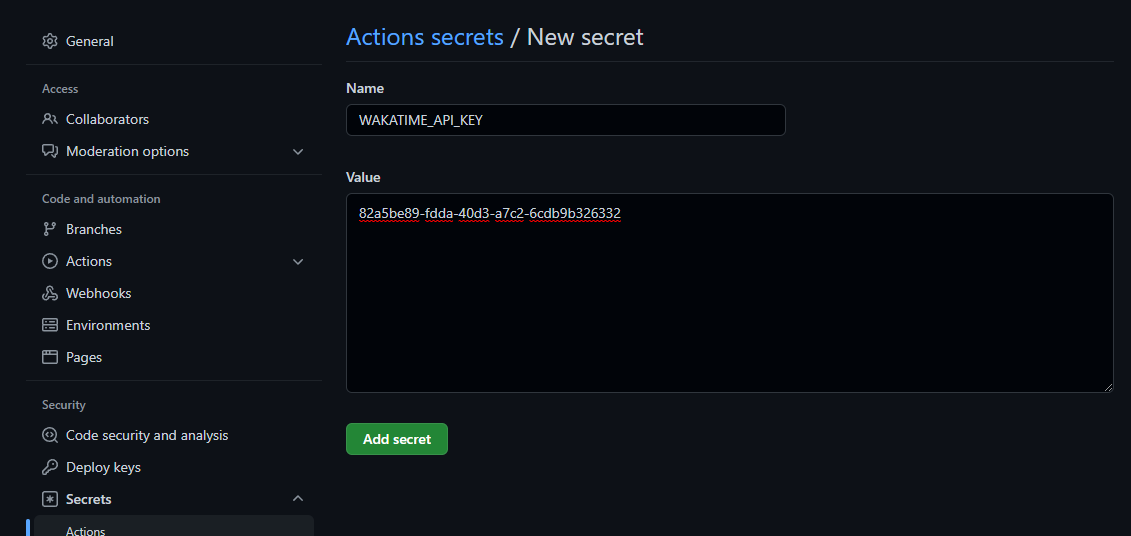 General
Access
Collaborators
Moderation options
Code and automation
Branches
Actions
Webhooks
Environments
Pages
Security
Code security and analysis
Deploy keys
Secrets
Actions
Actions secrets / New secret
Name
WAKATIME_API_KEY
Value
82a5be89-fdda-40d3-a7c2-6cdb9b326332
Add secret